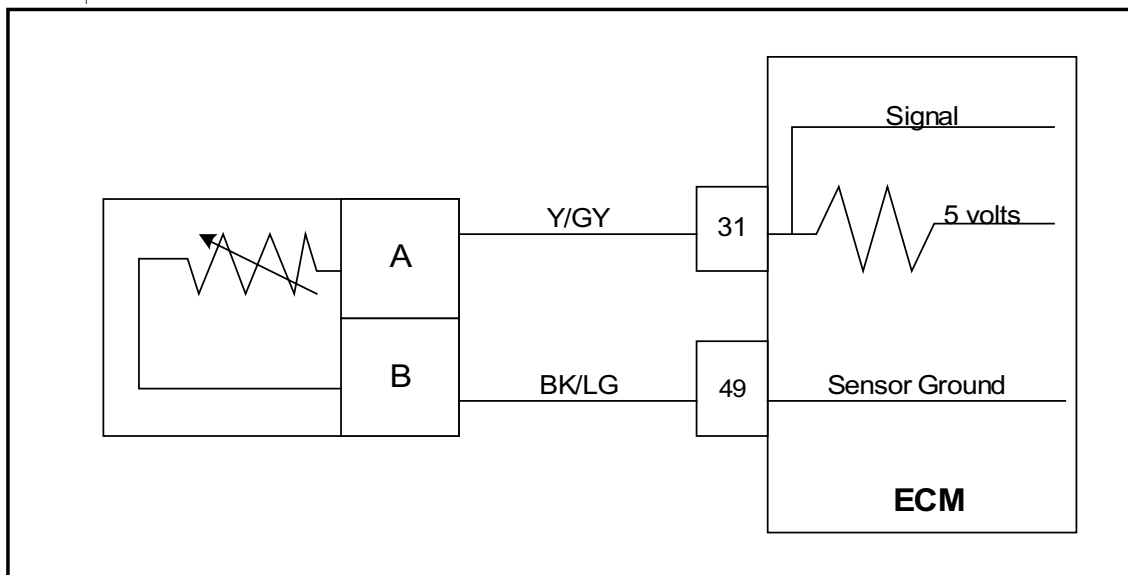 Signal
5 volts
Y/GY
31
A
B
BK/LG
49
Sensor Ground
ECM